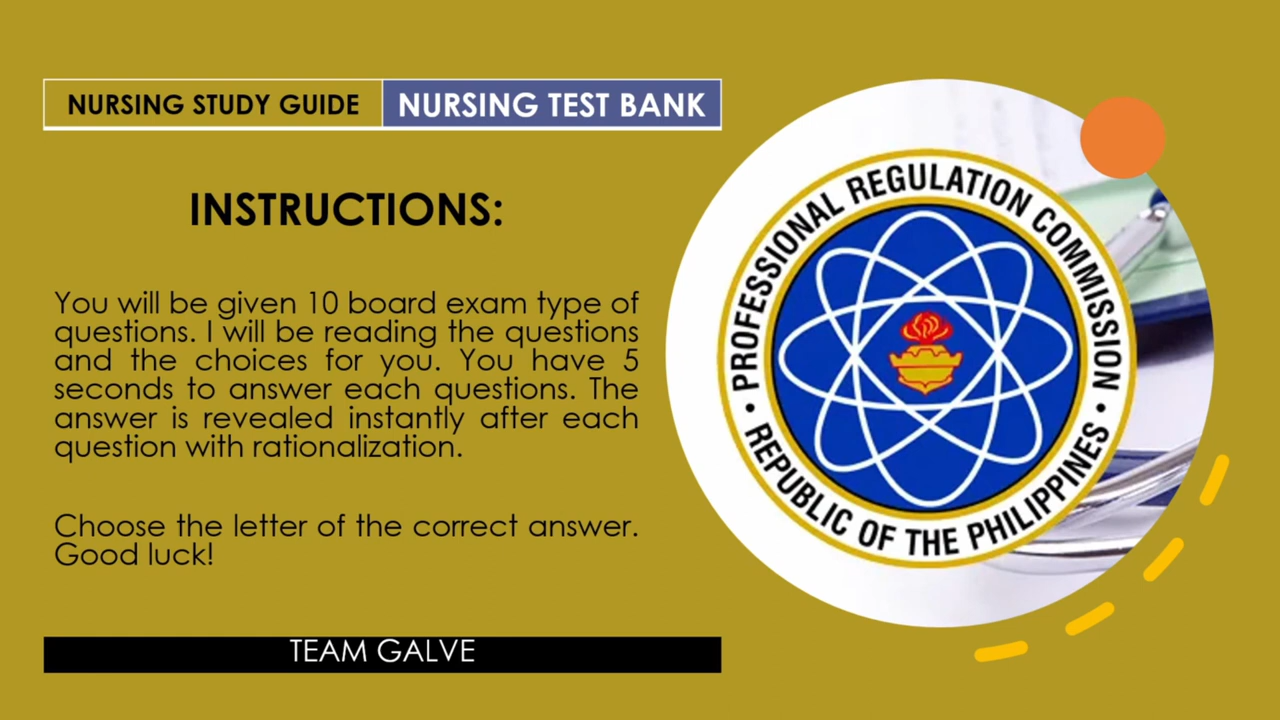 NURSING STUDY GUIDE
NURSING TEST BANK
INSTRUCTIONS:
You will be given 10 board exam type of
questions. I will be reading the questions
and the choices for you. You have 5
seconds to answer each questions. The
answer is revealed instantly after each
question with rationalization.
Choose the letter of the correct answer.
Good luck!
TEAM GALVE
PROFESSIONAL REGULATION COMMISSION
• REPUBLIC OF THE PHILIPPINES •